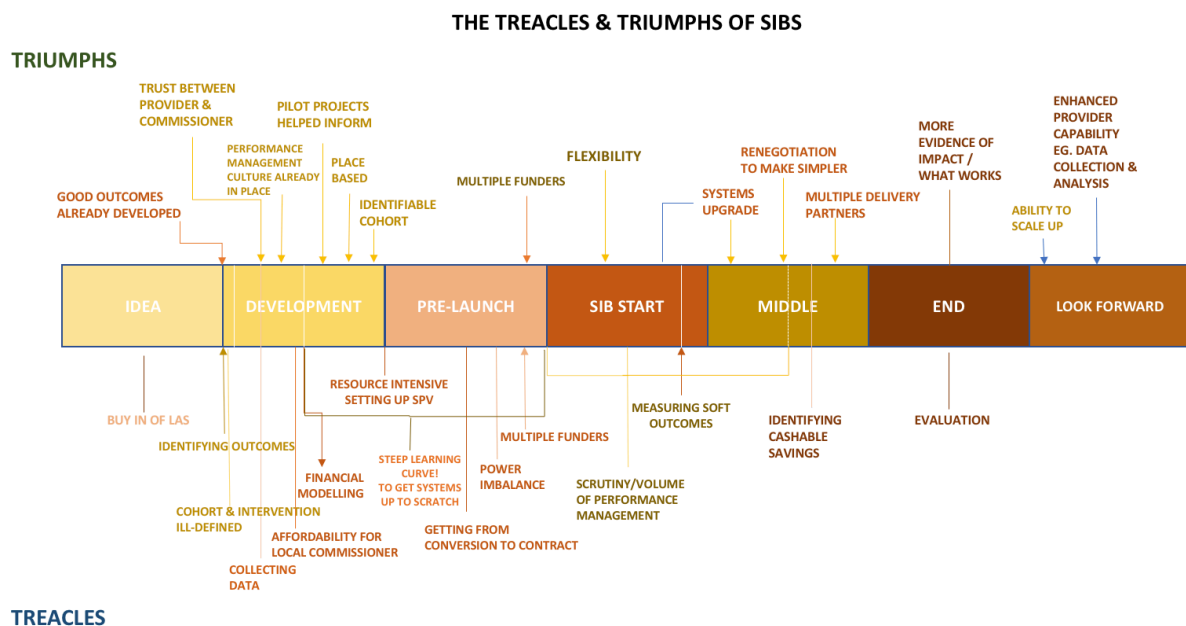 THE TREACLES & TRIUMPHS OF SIBS
TRIUMPHS
TRUST BETWEEN
PROVIDER &
COMMISSIONER
PILOT PROJECTS
HELPED INFORM
PERFORMANCE
MANAGEMENT
CULTURE ALREADY
IN PLACE
PLACE
BASED
GOOD OUTCOMES
ALREADY DEVELOPED
IDENTIFIABLE
COHORT
MULTIPLE FUNDERS
FLEXIBILITY
SYSTEMS
UPGRADE
RENEGOTIATION
TO MAKE SIMPLER
MULTIPLE DELIVERY
PARTNERS
MORE
EVIDENCE OF
IMPACT /
WHAT WORKS
ENHANCED
PROVIDER
CAPABILITY
EG. DATA
COLLECTION &
ANALYSIS
ABILITY TO
SCALE UP
IDEA
DEVELOPMENT
PRE-LAUNCH
SIB START
MIDDLE
END
LOOK FORWARD
BUY IN OF LAS
IDENTIFYING OUTCOMES
COHORT & INTERVENTION
ILL-DEFINED
COLLECTING
DATA
AFFORDABILITY FOR
LOCAL COMMISSIONER
FINANCIAL
MODELLING
RESOURCE INTENSIVE
SETTING UP SPV
STEEP LEARNING
CURVE!
TO GET SYSTEMS
UP TO SCRATCH
GETTING FROM
CONVERSION TO CONTRACT
POWER
IMBALANCE
MULTIPLE FUNDERS
SCRUTINY/VOLUME
OF PERFORMANCE
MANAGEMENT
MEASURING SOFT
OUTCOMES
IDENTIFYING
CASHABLE
SAVINGS
EVALUATION
TREACLES